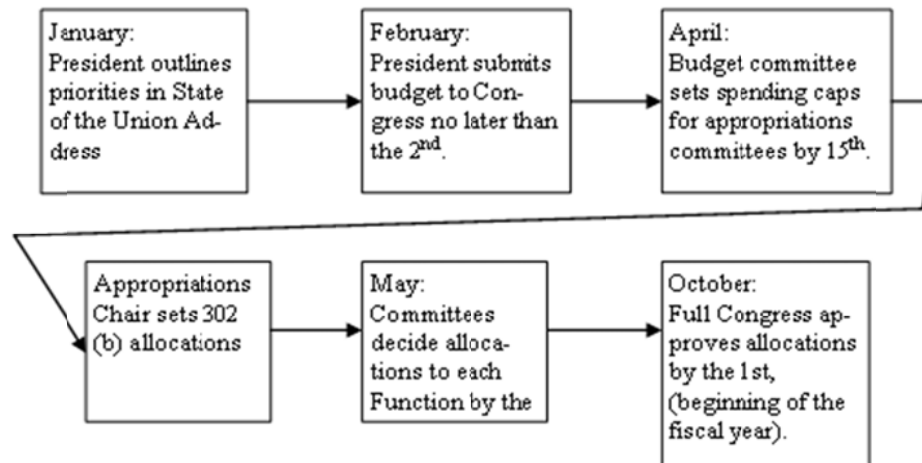 January:
President outlines
priorities in State
of the Union Ad-
dress
February:
President submits
budget to Con-
gress no later than
the 2nd.
April:
Budget committee
sets spending caps
for appropriations
committees by 15th.
Appropriations
Chair sets 302
(b) allocations
May:
Committees
decide alloca-
tions to each
Function by the
October:
Full Congress ap-
proves allocations
by the 1st,
(beginning of the
fiscal year).